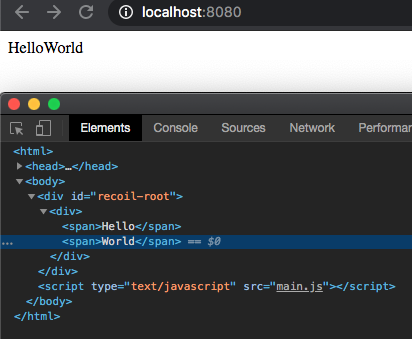 localhost:8080
HelloWorld
Elements Console Sources Network Performar
<html>
<head>…</head>
<body>
<div id="recoil-root">
<div>
<span>Hello</span>
... <span>World</span> == $0
</div>
</div>
<script type="text/javascript" src="main.js"></script>
</body>
</html>